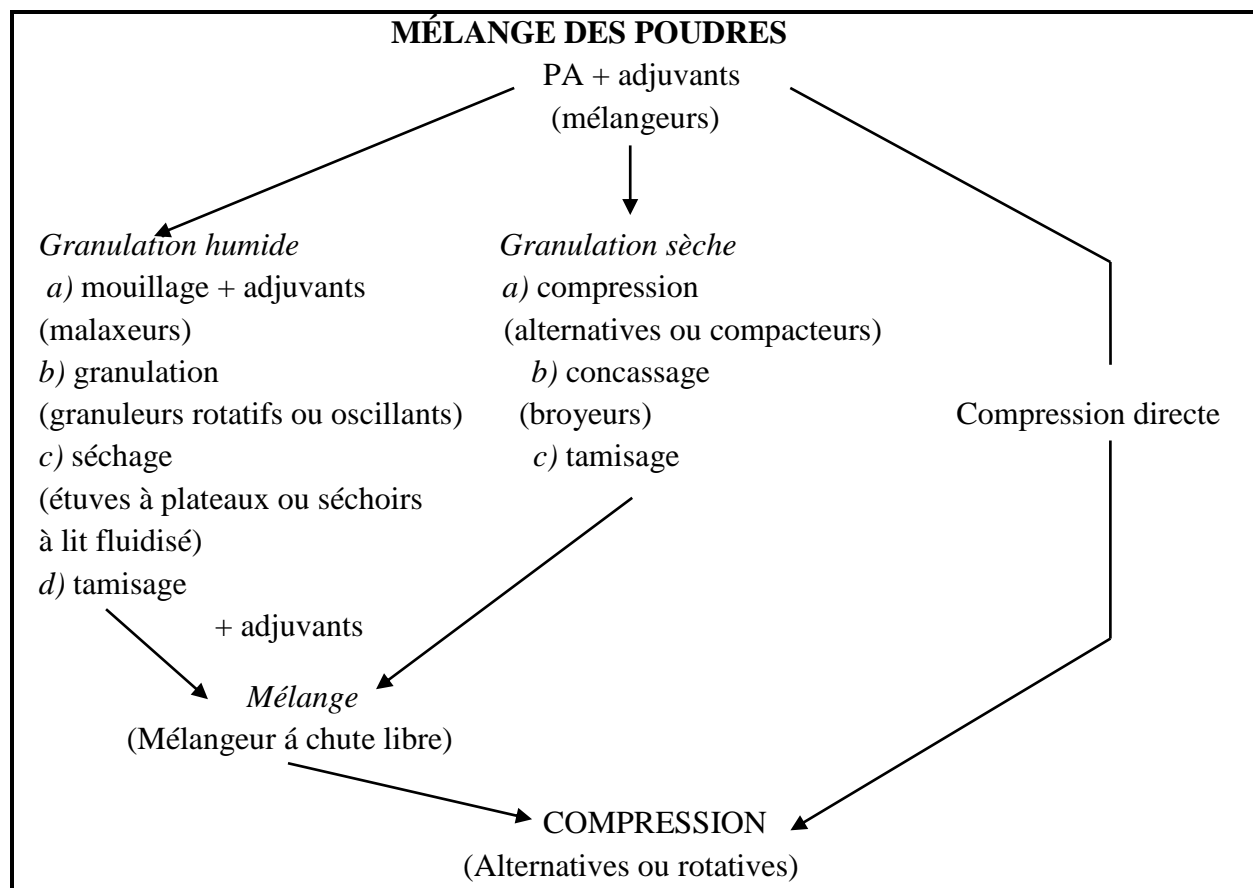 MÉLANGE DES POUDRES
PA + adjuvants
(mélangeurs)
Granulation humide
a) mouillage + adjuvants
(malaxeurs)
b) granulation
(granuleurs rotatifs ou oscillants)
c) séchage
(étuves à plateaux ou séchoirs
à lit fluidisé)
d) tamisage
Granulation sèche
a) compression
(alternatives ou compacteurs)
b) concassage
(broyeurs)
c) tamisage
Compression directe
+ adjuvants
Mélange
(Mélangeur á chute libre)
COMPRESSION
(Alternatives ou rotatives)